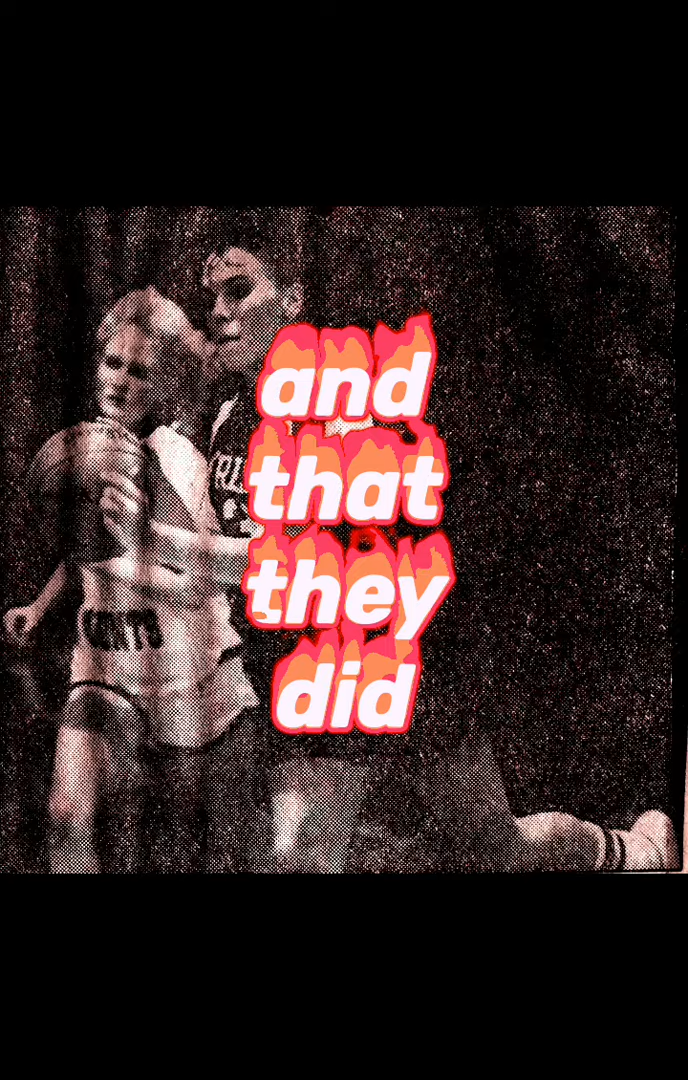 and
that
they
did